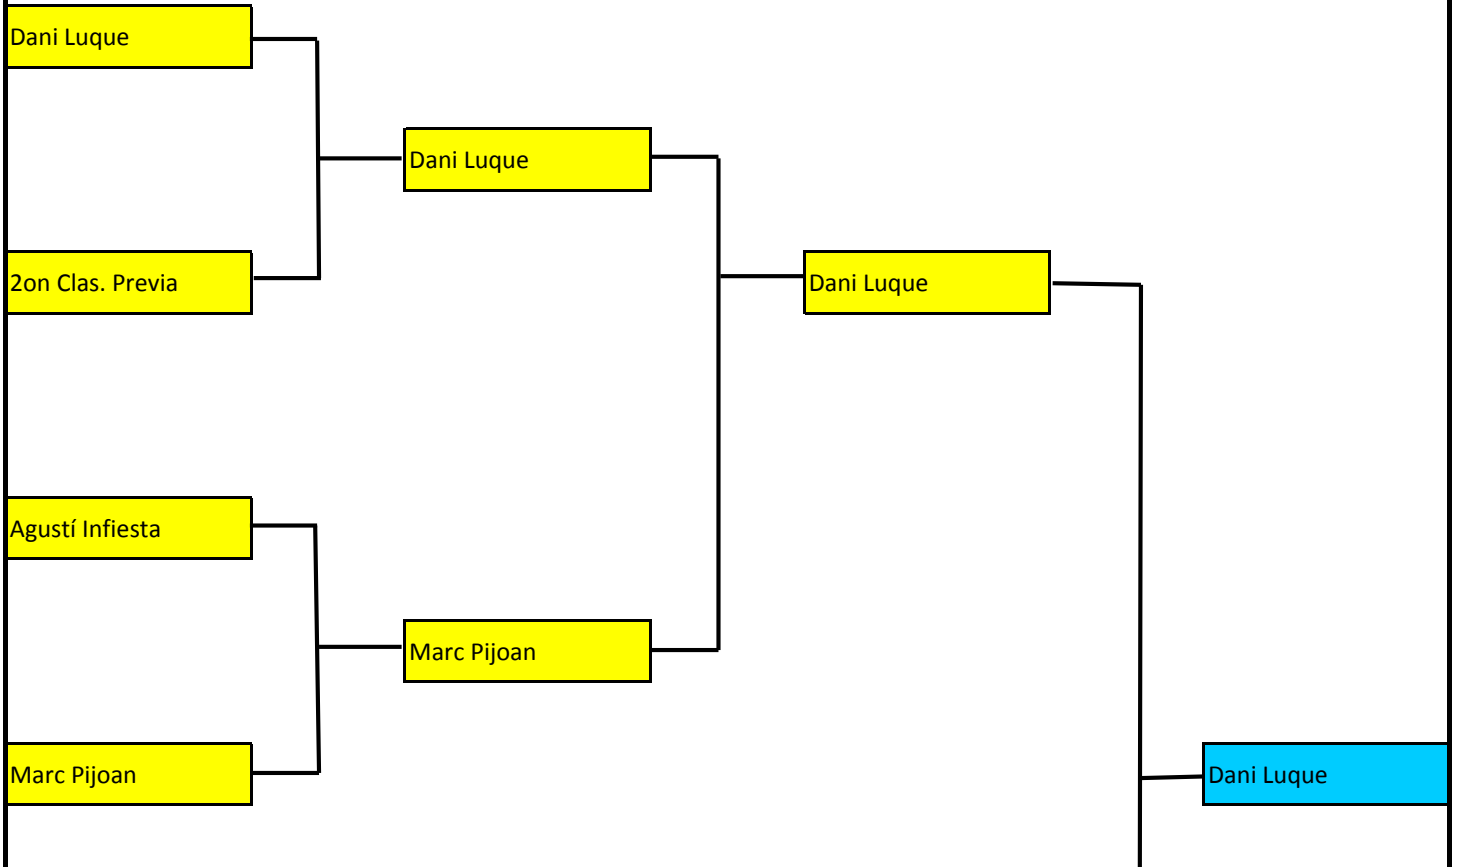 Dani Luque
Dani Luque
2on Clas. Previa
Dani Luque
Agustí Infiesta
Marc Pijoan
Marc Pijoan
Dani Luque